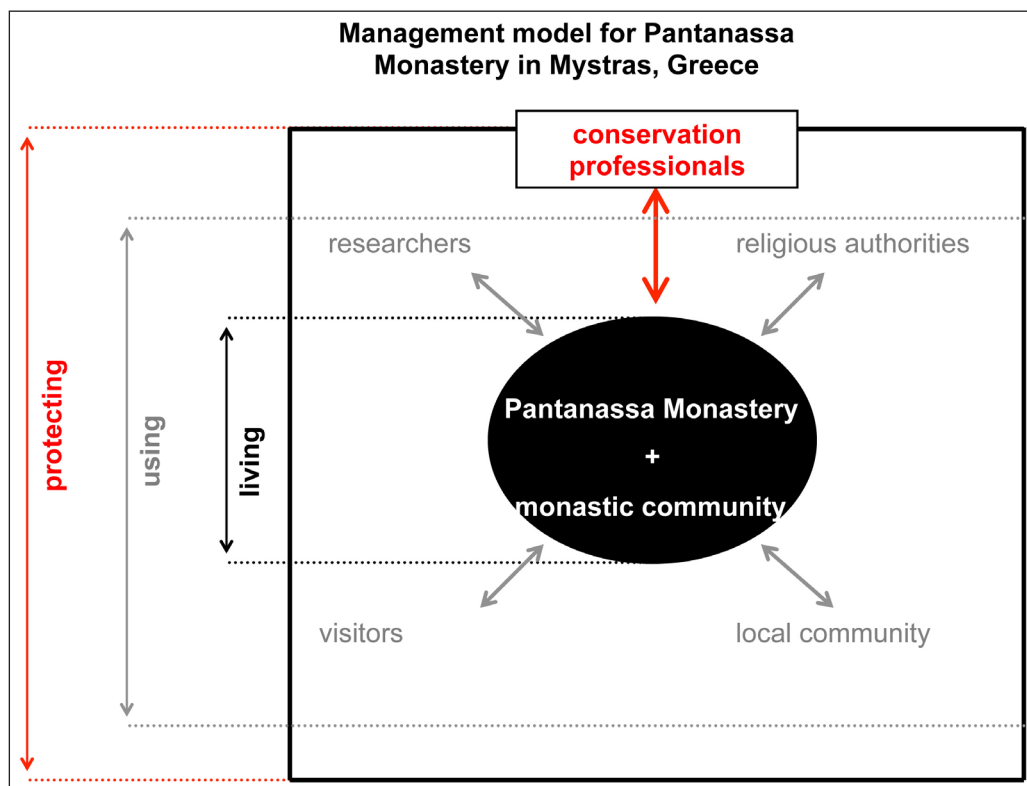 Management model for Pantanassa
Monastery in Mystras, Greece
conservation
professionals
researchers
religious authorities
protecting
using
living
Pantanassa Monastery
+
monastic community
visitors
local community